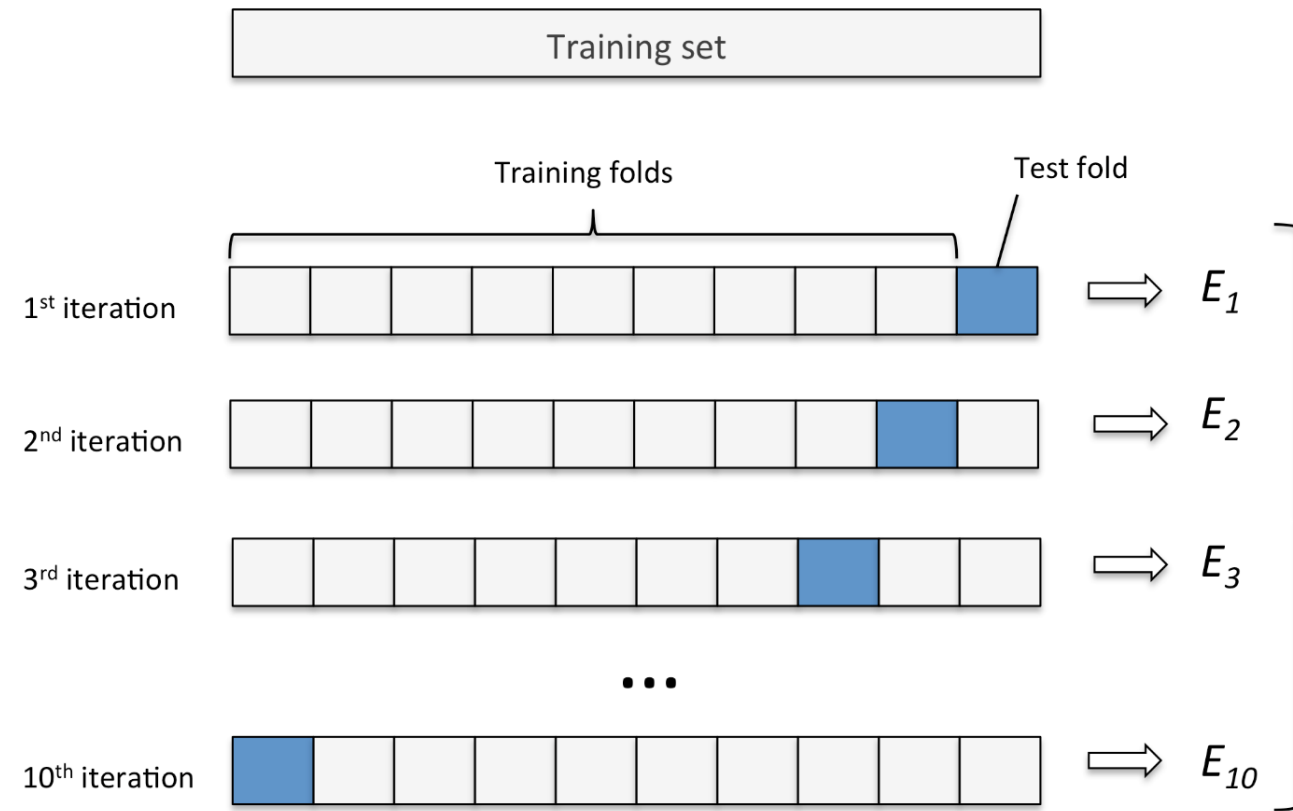 Training set
Training folds
Test fold
1st iteration
E1
2nd iteration
E2
3rd iteration
E3
...
10th iteration
E10